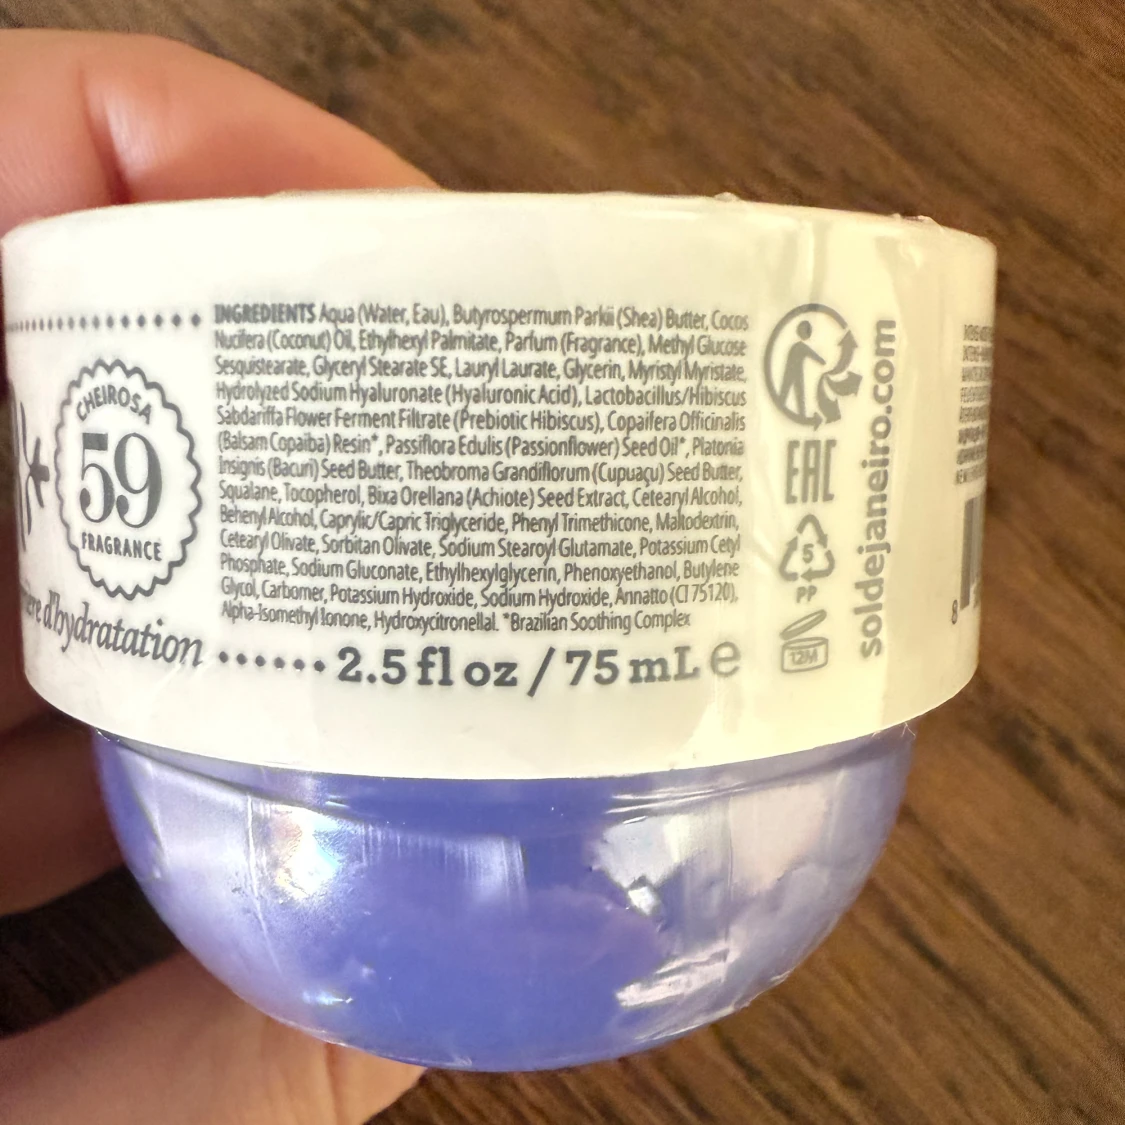 CHEIROSA
59
FRAGRANCE
d'hydratation
INGREDIENTS Aqua (Water, Eau), Butyrospermum Parkii (Shea) Butter, Cocos
Nucifera (Coconut) Oil, Ethylhexyl Palmitate, Parfum (Fragrance), Methyl Glucose
Sesquistearate, Glyceryl Stearate SE, Lauryl Laurate, Glycerin, Myristyl Myristate,
Hydrolyzed Sodium Hyaluronate (Hyaluronic Acid), Lactobacillus/Hibiscus
Sabdariffa Flower Ferment Filtrate (Prebiotic Hibiscus), Copaifera Officinalis
(Balsam Copaiba) Resin*, Passiflora Edulis (Passionflower) Seed Oil*, Platonia
Insignis (Bacuri) Seed Butter, Theobroma Grandiflorum (Cupuaçu) Seed Butter,
Squalane, Tocopherol, Bixa Orellana (Achiote) Seed Extract, Cetearyl Alcohol,
Behenyl Alcohol, Caprylic/Capric Triglyceride, Phenyl Trimethicone, Maltodextrin,
Cetearyl Olivate, Sorbitan Olivate, Sodium Stearoyl Glutamate, Potassium Cetyl
Phosphate, Sodium Gluconate, Ethylhexylglycerin, Phenoxyethanol, Butylene
Glycol, Carbomer, Potassium Hydroxide, Sodium Hydroxide, Annatto (CI 75120),
Alpha-Isomethyl Ionone, Hydroxycitronellal. *Brazilian Soothing Complex
2.5 fl oz / 75 mL e
EAC
5
PP
12M
soldejaneiro.com
8